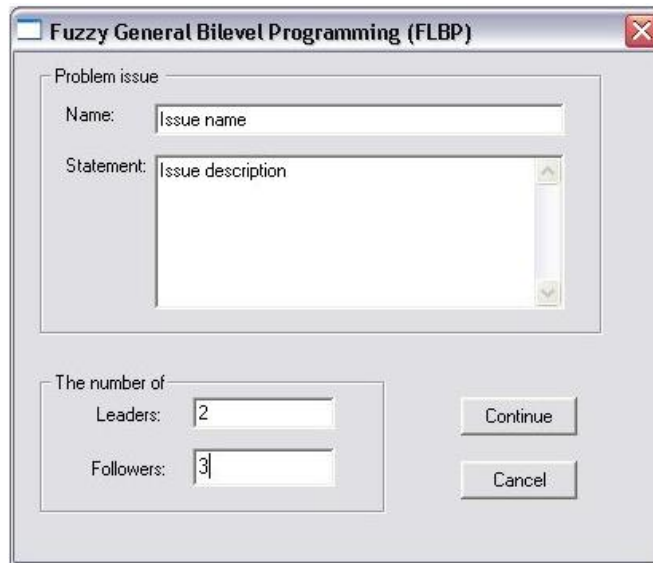 Fuzzy General Bilevel Programming (FLBP)
Problem issue
Name: Issue name
Statement: Issue description
The number of
Leaders: 2
Continue
Followers: 3
Cancel